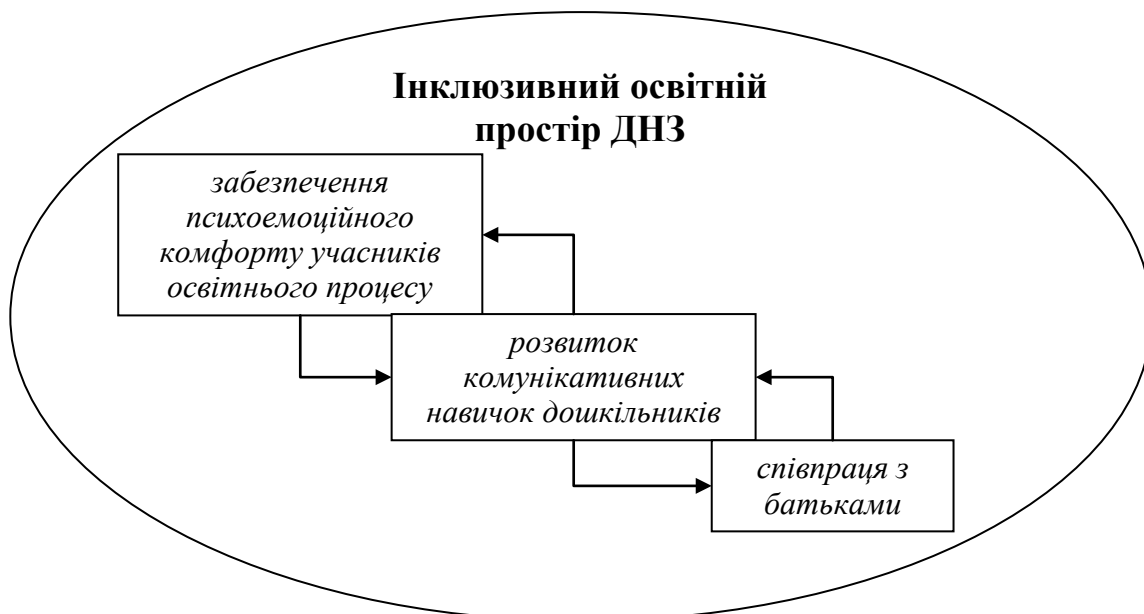 Інклюзивний освітній
простір ДНЗ
забезпечення
психоемоційного
комфорту учасників
освітнього процесу
розвиток
комунікативних
навичок дошкільників
співпраця з
батьками